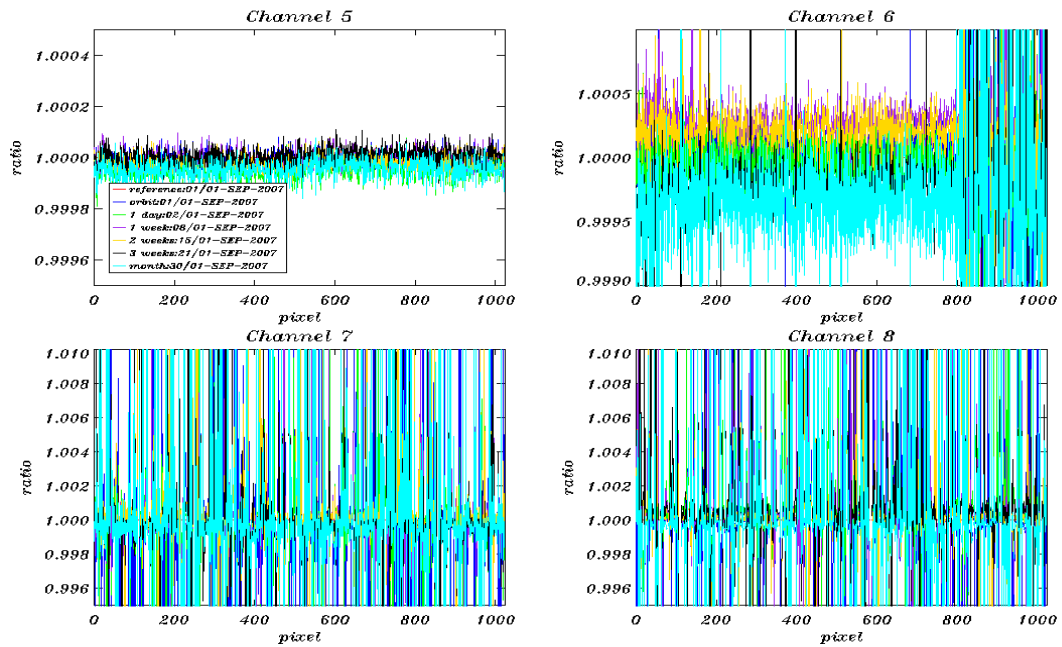 Channel 5
1.0004
1.0002
1.0000
0.9998
0.9996
ratio
reference:01/01-SEP-2007
orbit:01/01-SEP-2007
1 day:02/01-SEP-2007
1 week:08/01-SEP-2007
2 weeks:15/01-SEP-2007
3 weeks:21/01-SEP-2007
month:30/01-SEP-2007
0 200 400 600 800 1000
pixel
Channel 6
1.0005
1.0000
0.9995
0.9990
ratio
0 200 400 600 800 1000
pixel
Channel 7
1.010
1.008
1.006
1.004
1.002
1.000
0.998
0.996
ratio
0 200 400 600 800 1000
pixel
Channel 8
1.010
1.008
1.006
1.004
1.002
1.000
0.998
0.996
ratio
0 200 400 600 800 1000
pixel